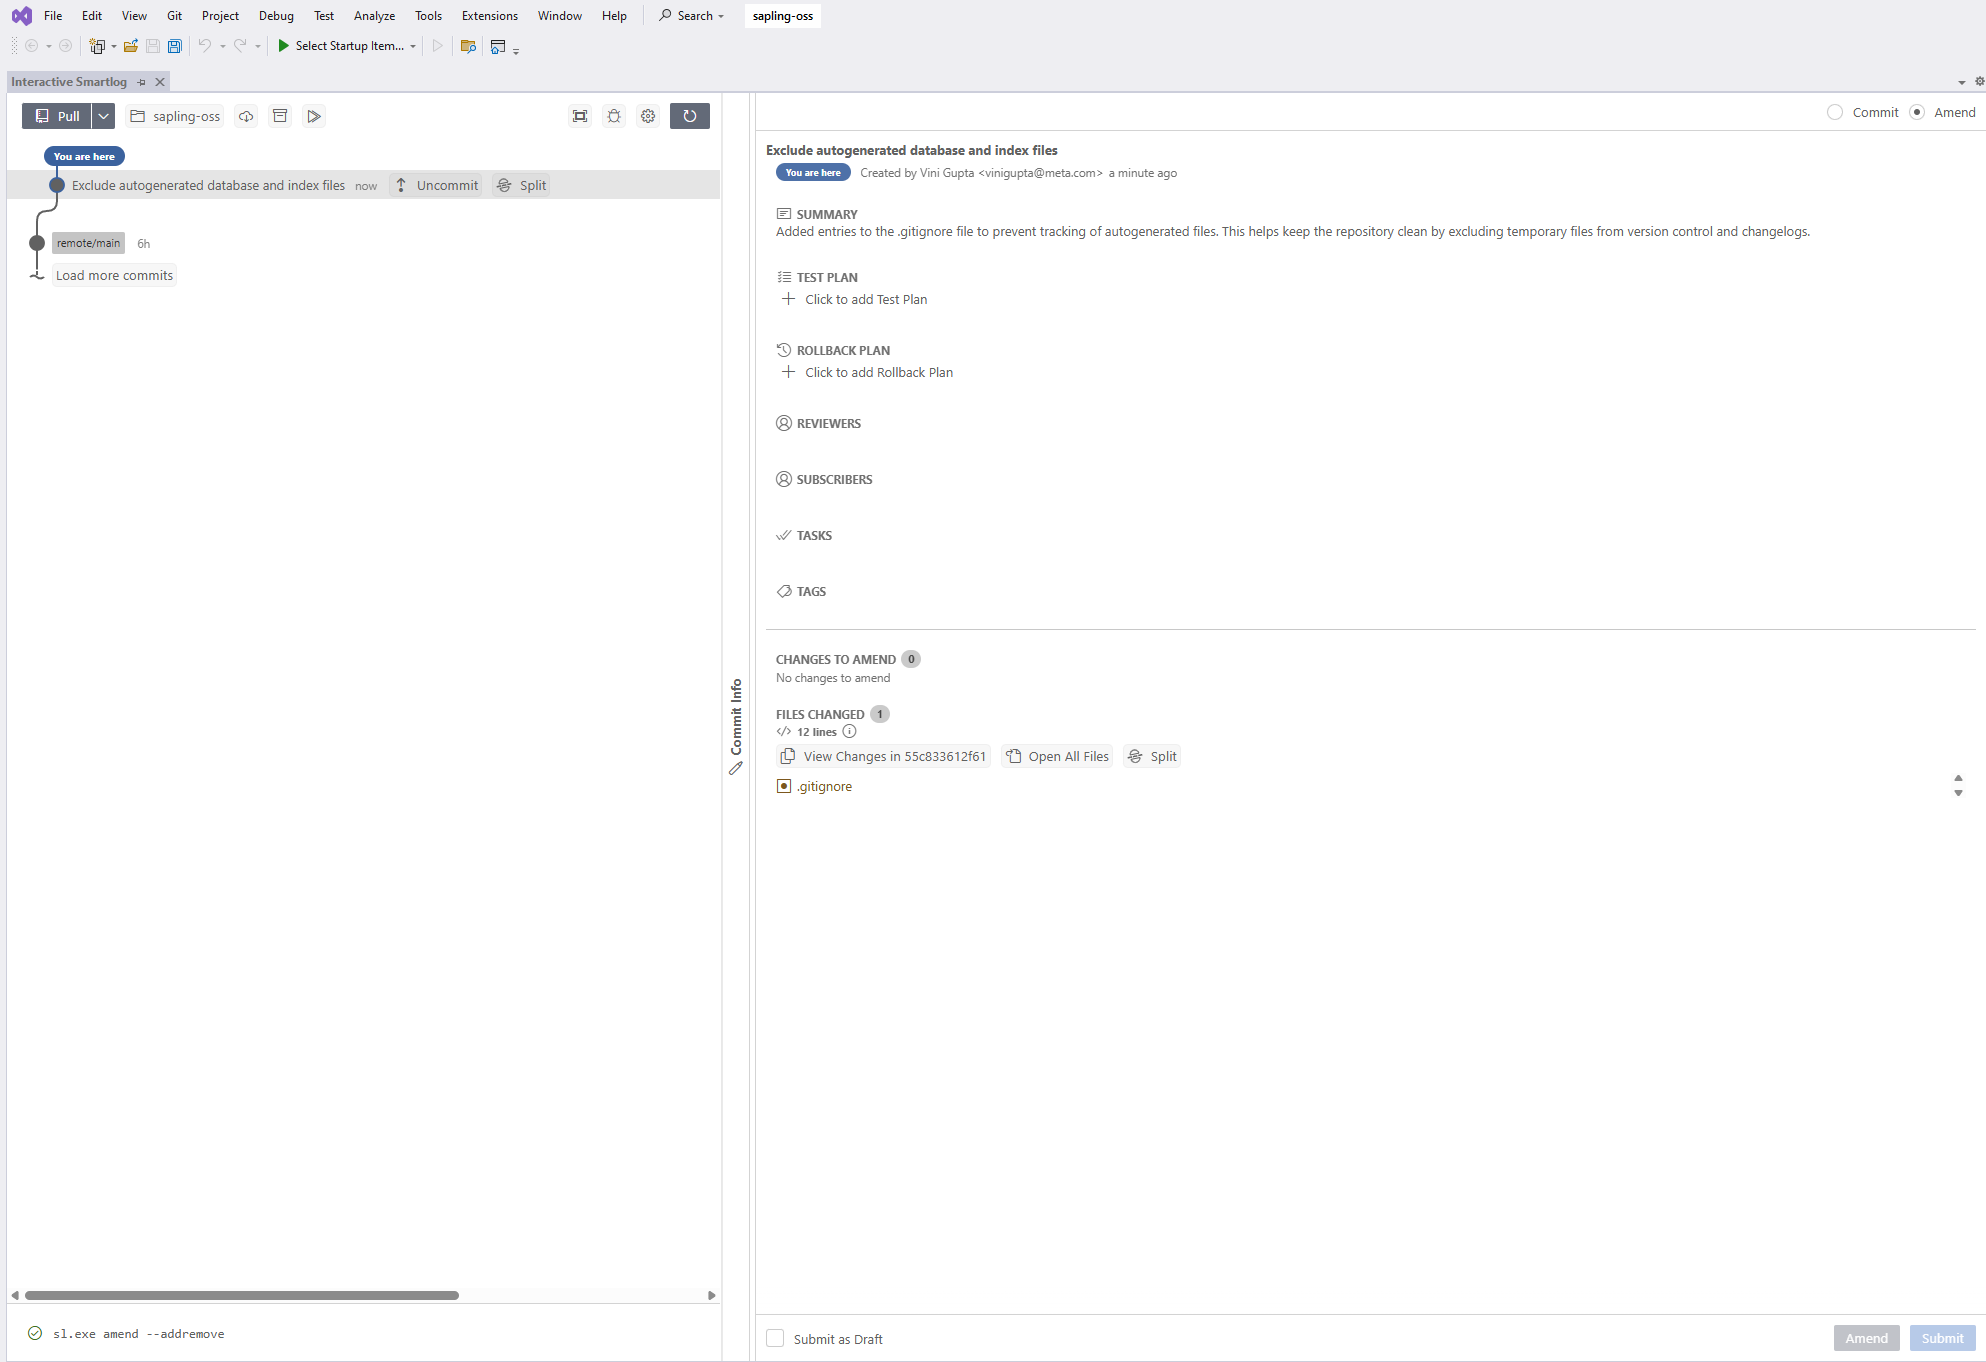 File Edit View Git Project Debug Test Analyze Tools Extensions Window Help Search sapling-oss
Select Startup Item...
Interactive Smartlog
Pull sapling-oss
Commit Amend
You are here
Exclude autogenerated database and index files now Uncommit Split
remote/main 6h
Load more commits
Commit Info
Exclude autogenerated database and index files
You are here Created by Vini Gupta <vinigupta@meta.com> a minute ago
SUMMARY
Added entries to the .gitignore file to prevent tracking of autogenerated files. This helps keep the repository clean by excluding temporary files from version control and changelogs.
TEST PLAN
Click to add Test Plan
ROLLBACK PLAN
Click to add Rollback Plan
REVIEWERS
SUBSCRIBERS
TASKS
TAGS
CHANGES TO AMEND 0
No changes to amend
FILES CHANGED 1
12 lines
View Changes in 55c833612f61 Open All Files Split
.gitignore
sl.exe amend --addremove
Submit as Draft Amend Submit